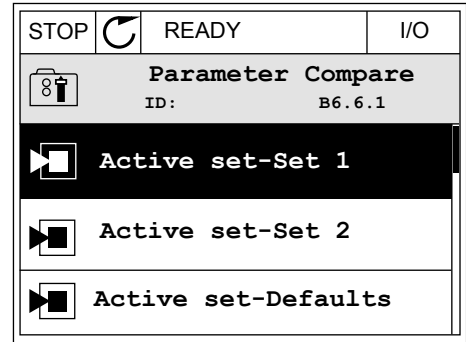 STOP READY I/O
Parameter Compare
ID: B6.6.1
Active set-Set 1
Active set-Set 2
Active set-Defaults